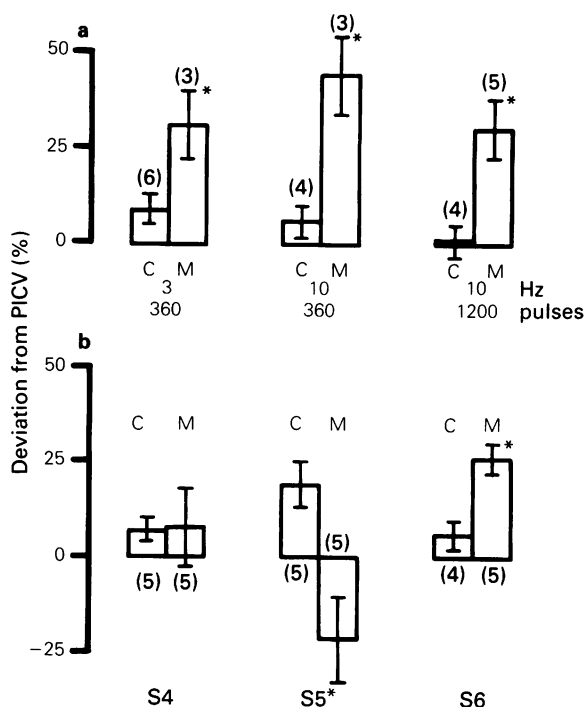 a
50
25
0
(6)
(3)
*
(4)
(3)
*
(4)
(5)
*
C M C M C M
3 10 10 Hz
360 360 1200 pulses
Deviation from PICV (%)
b
50
25
0
−25
C M C M C M
*
(5) (5) (5) (5) (4) (5)
S4 S5* S6